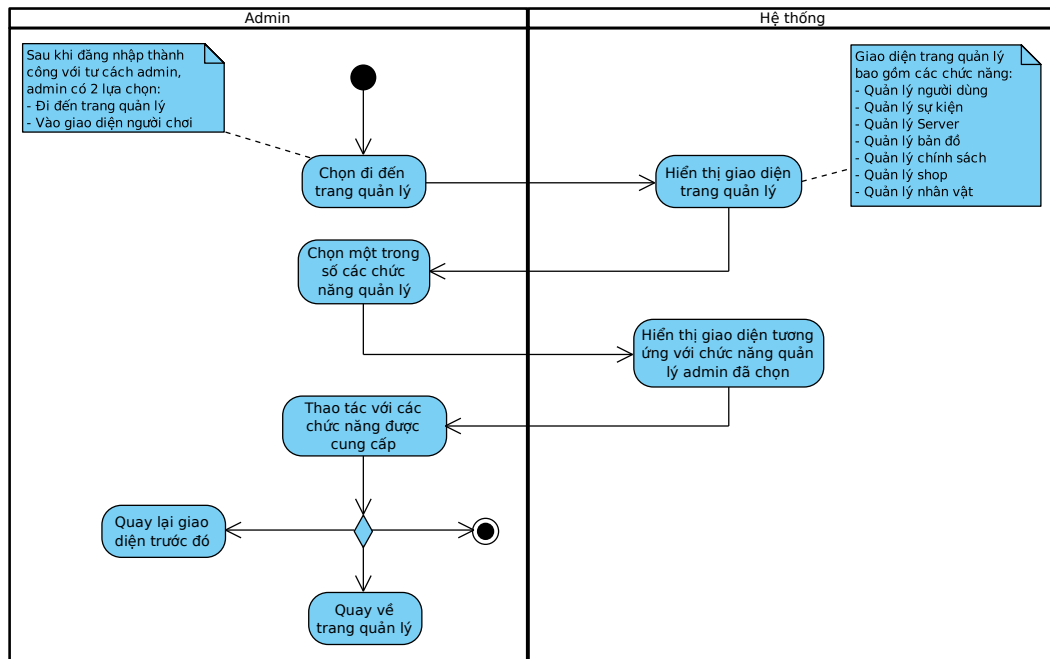 Admin
Hệ thống
Sau khi đăng nhập thành
công với tư cách admin,
admin có 2 lựa chọn:
- Đi đến trang quản lý
- Vào giao diện người chơi
Giao diện trang quản lý
bao gồm các chức năng:
- Quản lý người dùng
- Quản lý sự kiện
- Quản lý Server
- Quản lý bản đồ
- Quản lý chính sách
- Quản lý shop
- Quản lý nhân vật
Chọn đi đến
trang quản lý
Hiển thị giao diện
trang quản lý
Chọn một trong
số các chức
năng quản lý
Hiển thị giao diện tương
ứng với chức năng quản
lý admin đã chọn
Thao tác với các
chức năng được
cung cấp
Quay lại giao
diện trước đó
Quay về
trang quản lý